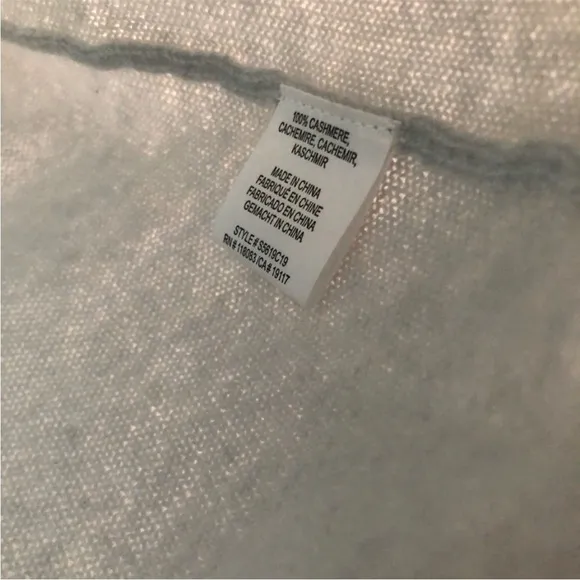 100% CASHMERE,
CACHEMIRE, CACHEMIR,
KASCHMIR
MADE IN CHINA
FABRIQUÉ EN CHINE
FABRICADO EN CHINA
GEMACHT IN CHINA
STYLE# S5619C19
RN# 118093 /CA# 19117